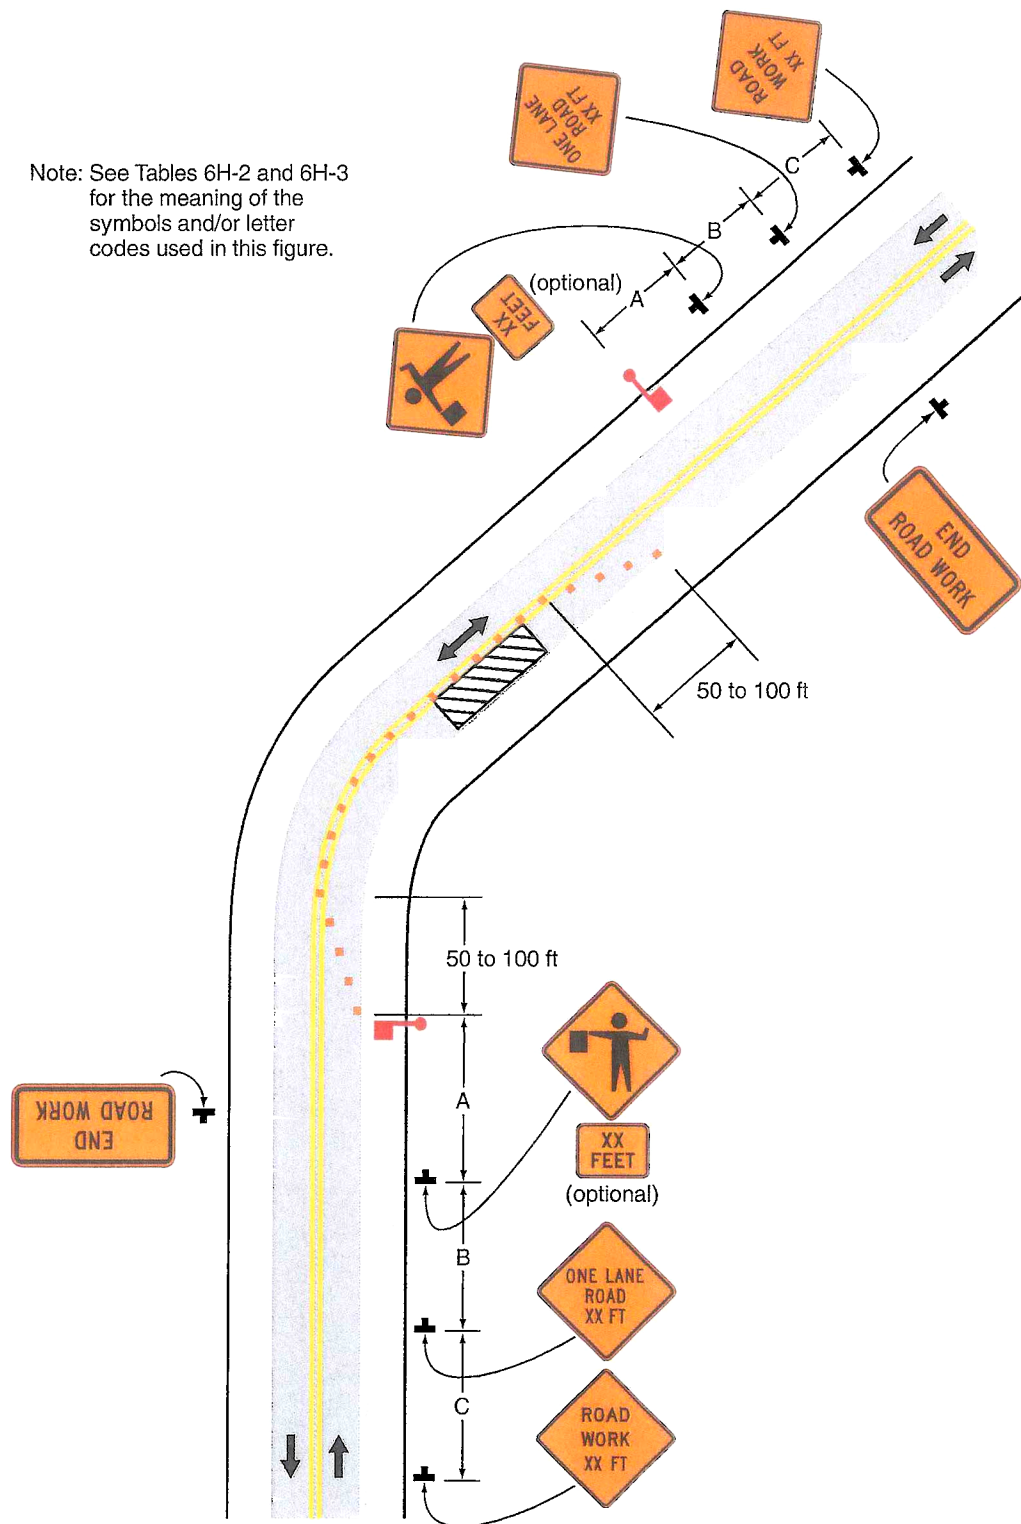 ROAD
WORK
XX FT
ONE LANE
ROAD
XX FT
Note: See Tables 6H-2 and 6H-3
for the meaning of the
symbols and/or letter
codes used in this figure.
C
B
(optional)
A
XX
FEET
END
ROAD WORK
50 to 100 ft
50 to 100 ft
A
END
ROAD WORK
XX
FEET
(optional)
B
ONE LANE
ROAD
XX FT
C
ROAD
WORK
XX FT